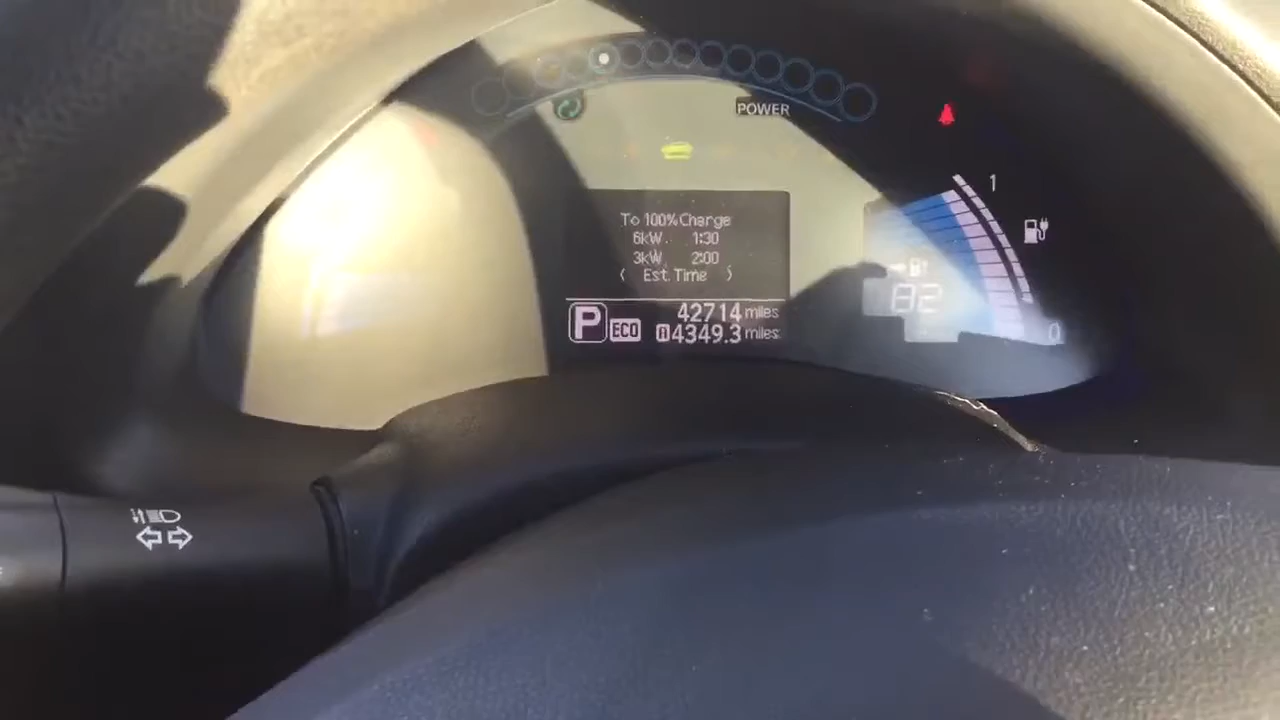 POWER
1
To 100% Charge
6kW. 1:30
3kW. 2:00
< Est. Time >
82
P ECO
42714 miles
A 4349.3 miles
0